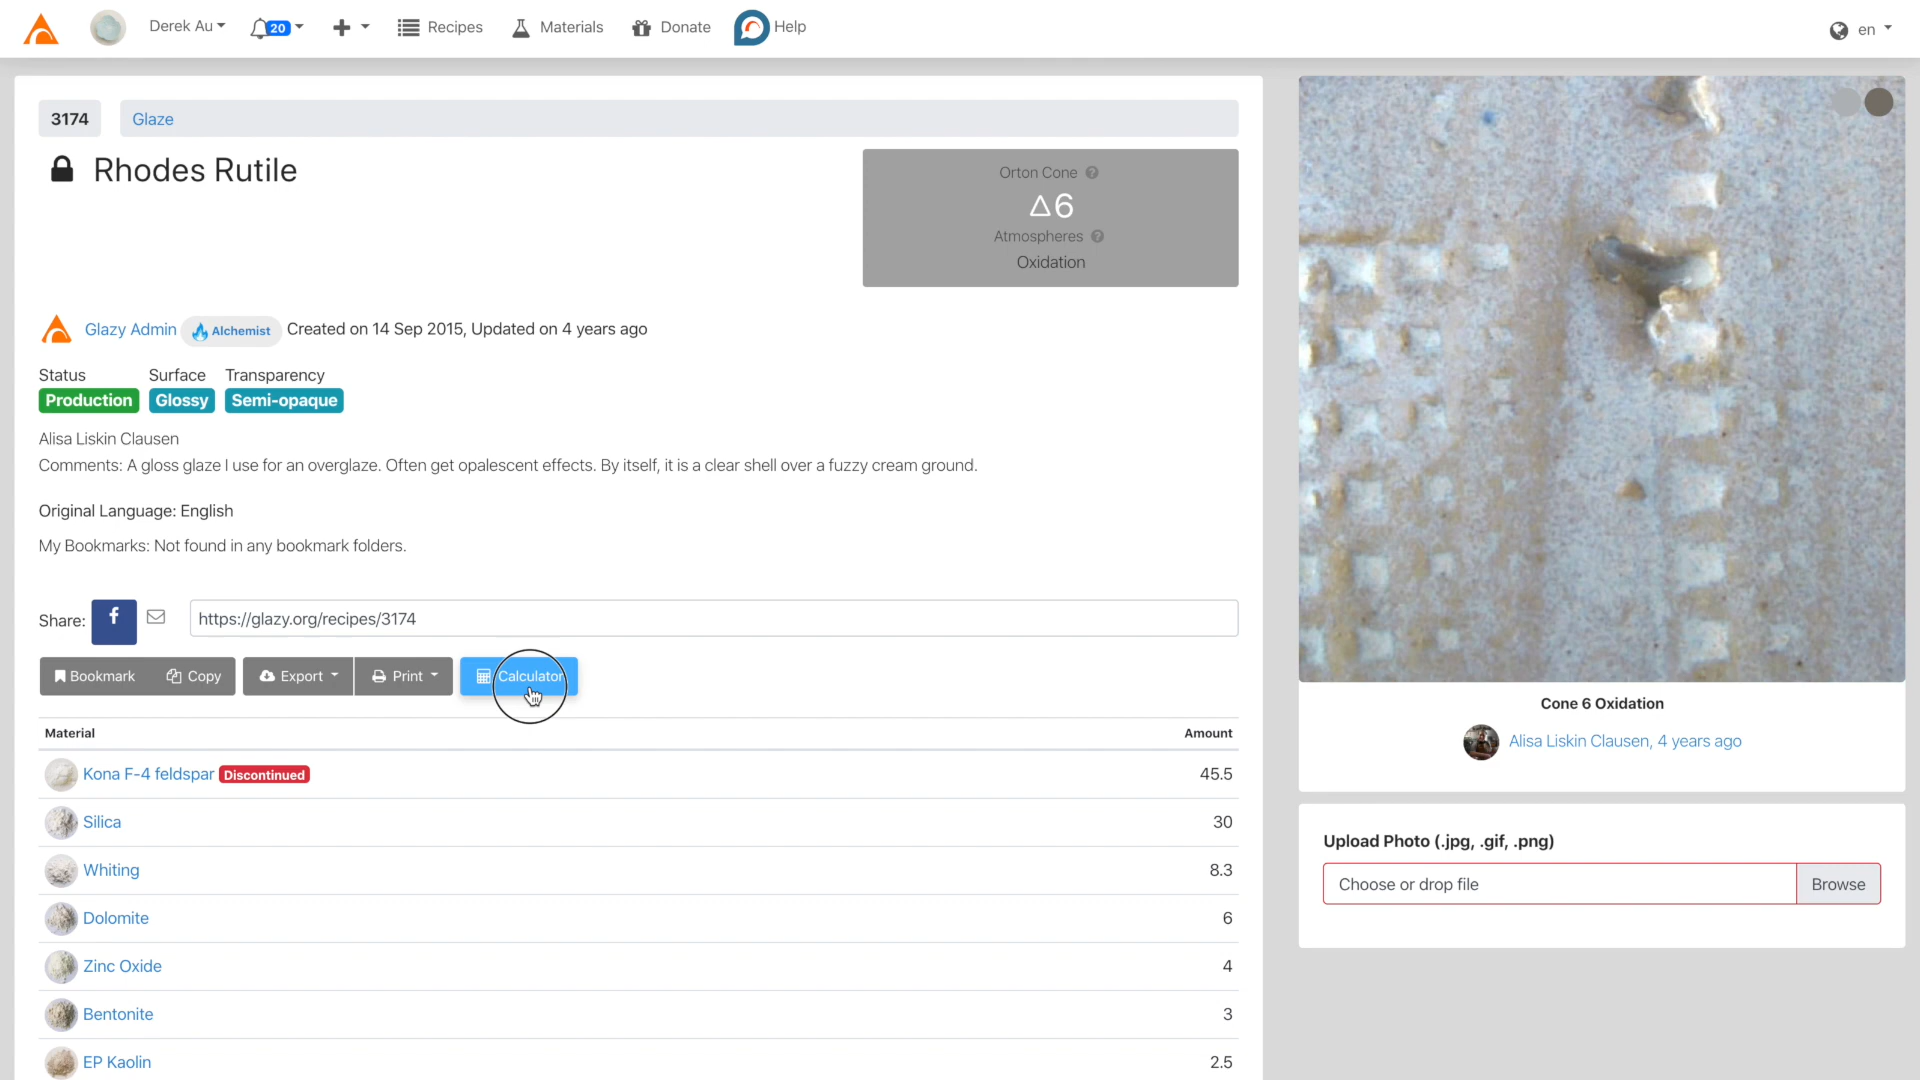 Derek Au
20
Recipes
Materials
Donate
Help
en
3174
Glaze
Rhodes Rutile
Orton Cone ?
△6
Atmospheres ?
Oxidation
Glazy Admin Alchemist Created on 14 Sep 2015, Updated on 4 years ago
Status Surface Transparency
Production Glossy Semi-opaque
Alisa Liskin Clausen
Comments: A gloss glaze I use for an overglaze. Often get opalescent effects. By itself, it is a clear shell over a fuzzy cream ground.
Original Language: English
My Bookmarks: Not found in any bookmark folders.
Share: f https://glazy.org/recipes/3174
Bookmark Copy Export Print Calculator
Material Amount
Kona F-4 feldspar Discontinued 45.5
Silica 30
Whiting 8.3
Dolomite 6
Zinc Oxide 4
Bentonite 3
EP Kaolin 2.5
Cone 6 Oxidation
Alisa Liskin Clausen, 4 years ago
Upload Photo (.jpg, .gif, .png)
Choose or drop file Browse